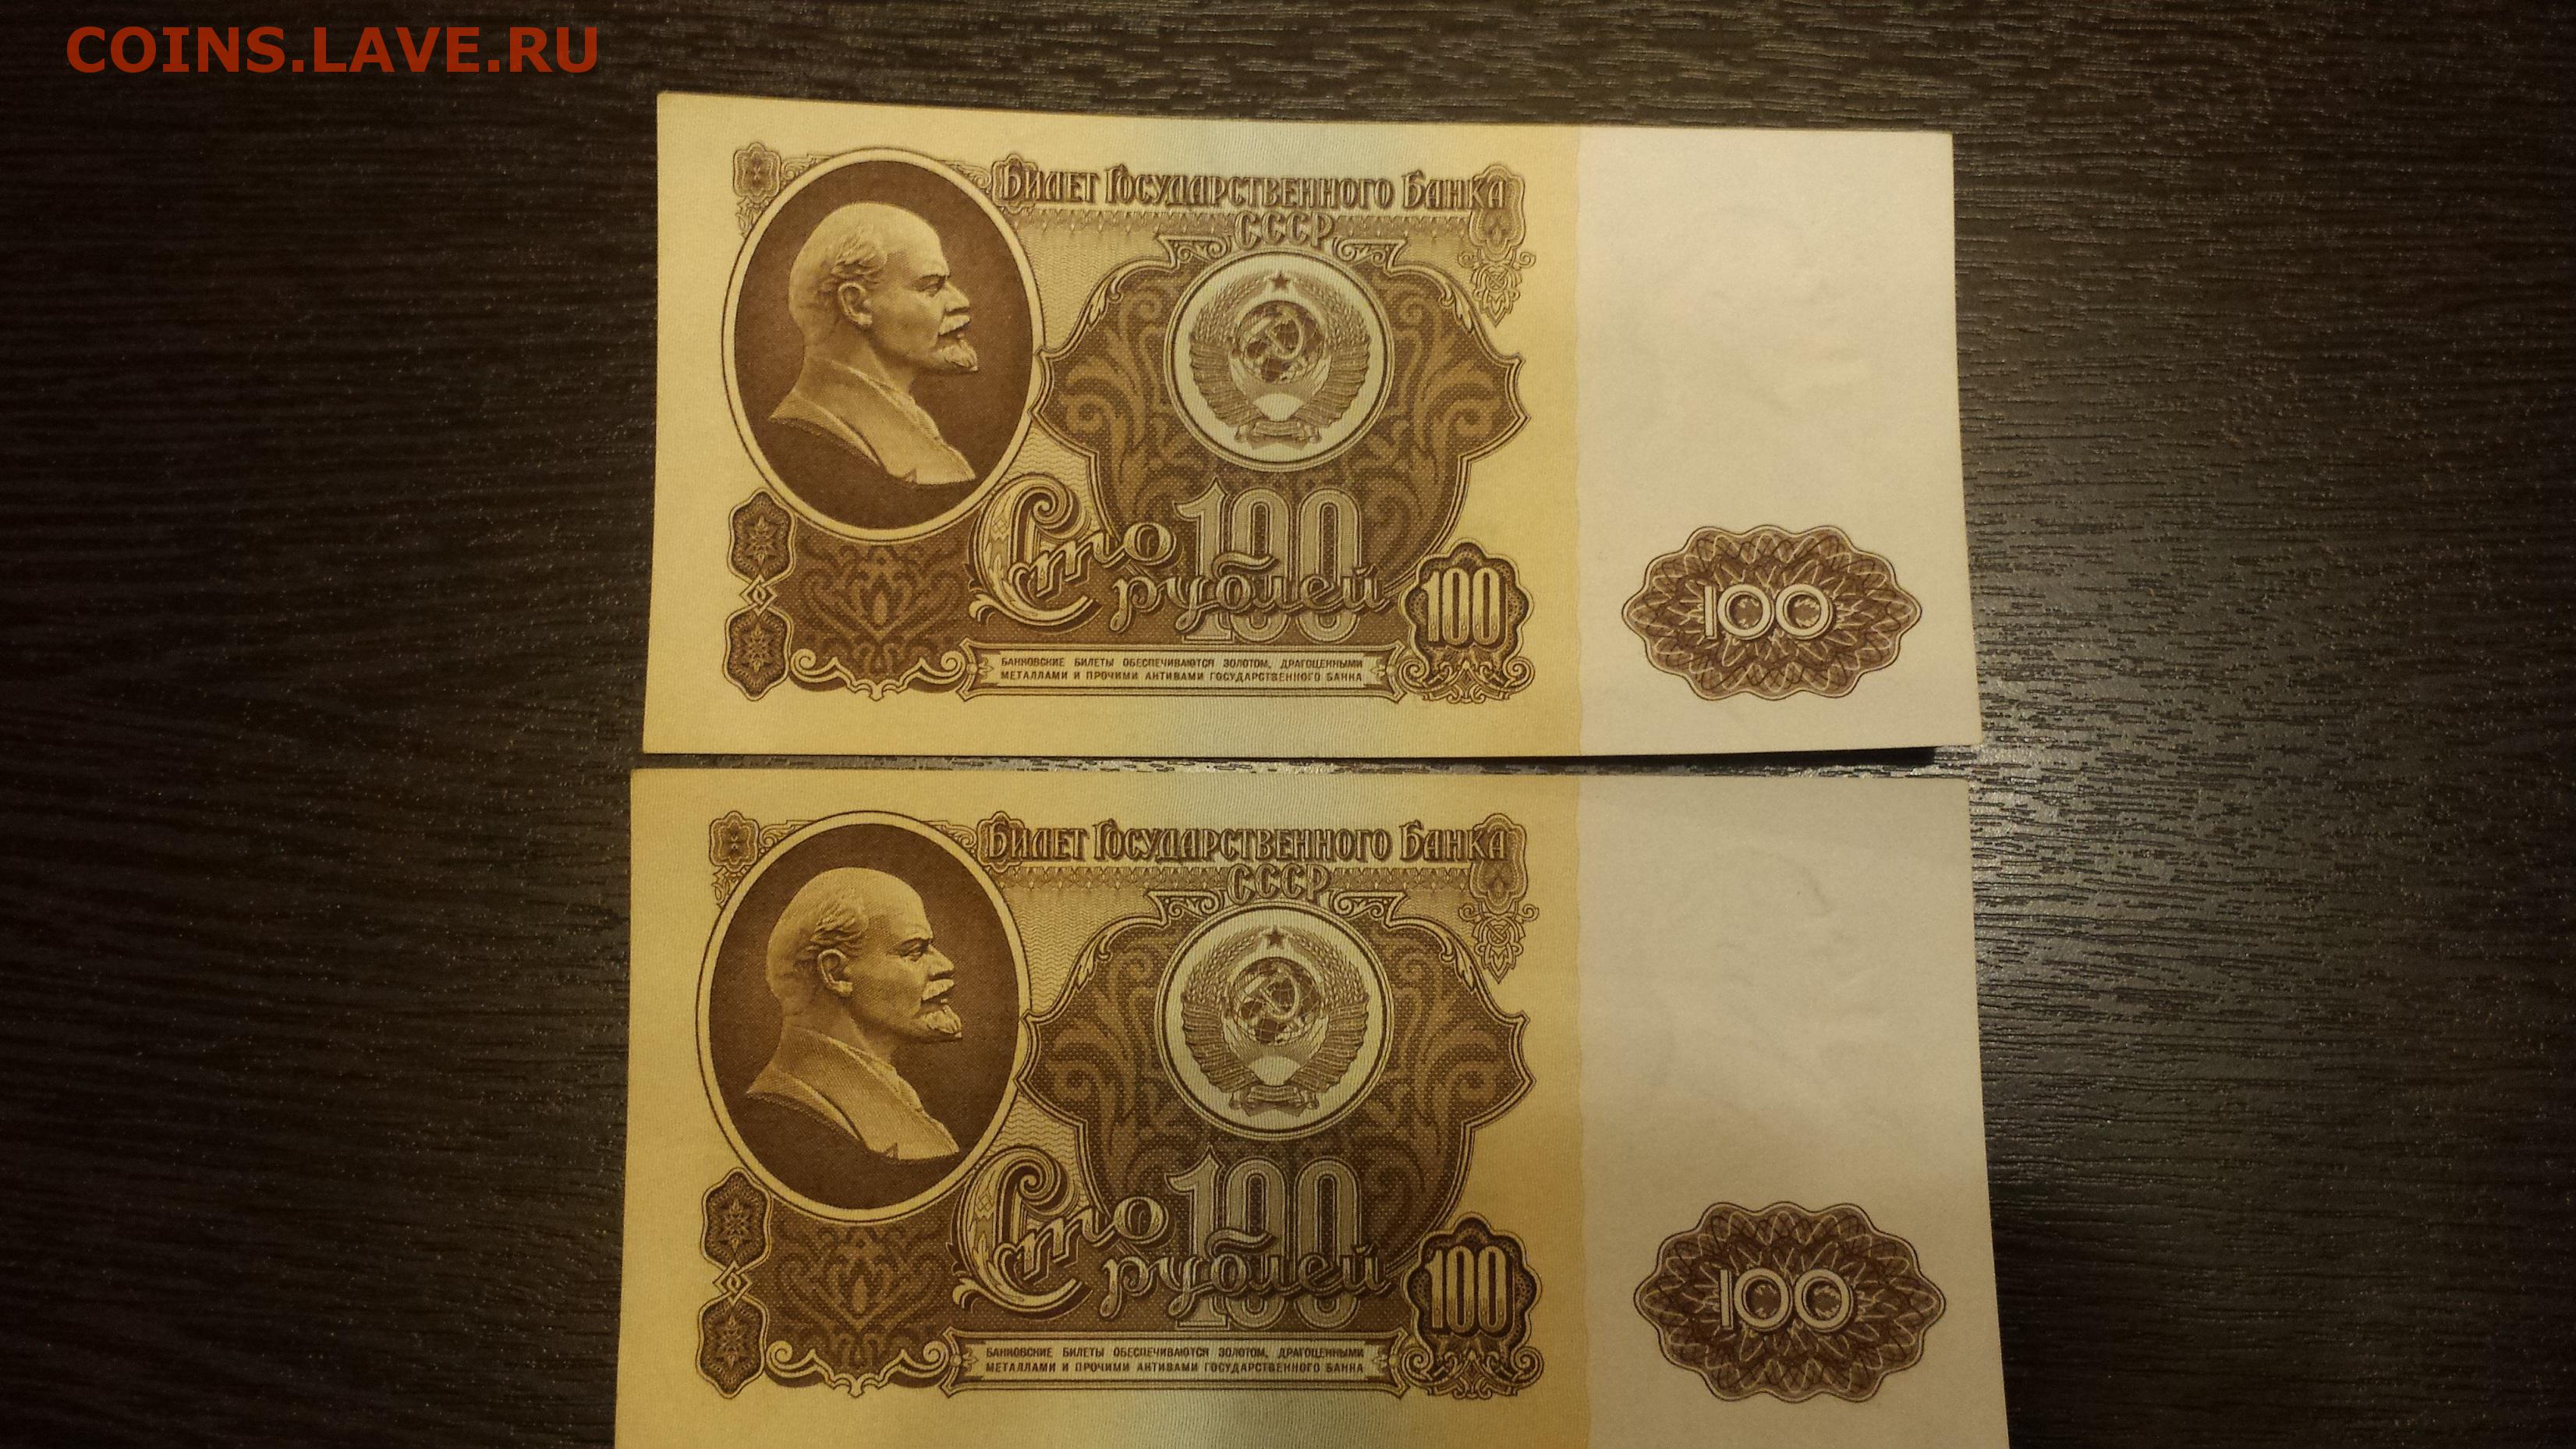 COINS.LAVE.RU
Билет Государственного Банка
СССР
Сто
100
рублей
100
100
БАНКОВСКИЕ БИЛЕТЫ ОБЕСПЕЧИВАЮТСЯ ЗОЛОТОМ, ДРАГОЦЕННЫМИ
МЕТАЛЛАМИ И ПРОЧИМИ АКТИВАМИ ГОСУДАРСТВЕННОГО БАНКА
Билет Государственного Банка
СССР
Сто
100
рублей
100
100
БАНКОВСКИЕ БИЛЕТЫ ОБЕСПЕЧИВАЮТСЯ ЗОЛОТОМ, ДРАГОЦЕННЫМИ
МЕТАЛЛАМИ И ПРОЧИМИ АКТИВАМИ ГОСУДАРСТВЕННОГО БАНКА